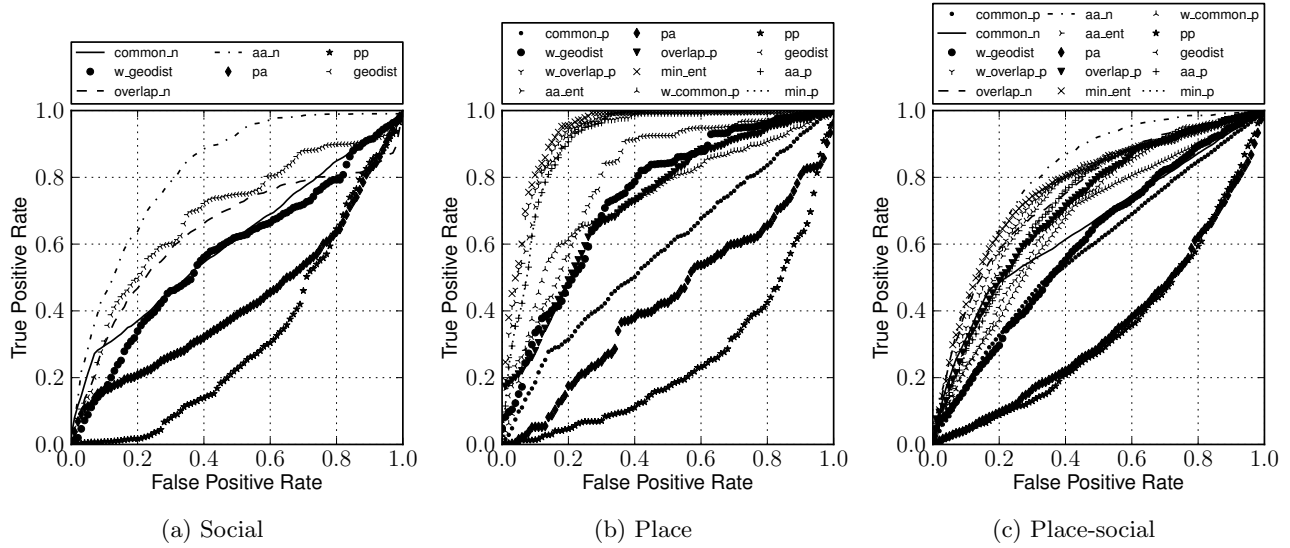 common_n aa_n pp
w_geodist pa geodist
overlap_n
True Positive Rate
1.0
0.8
0.6
0.4
0.2
0.0
0.0 0.2 0.4 0.6 0.8 1.0
False Positive Rate
(a) Social
common_p pa pp
w_geodist overlap_p geodist
w_overlap_p min_ent aa_p
aa_ent w_common_p min_p
True Positive Rate
1.0
0.8
0.6
0.4
0.2
0.0
0.0 0.2 0.4 0.6 0.8 1.0
False Positive Rate
(b) Place
common_p aa_n w_common_p
common_n aa_ent pp
w_geodist pa geodist
w_overlap_p overlap_p aa_p
overlap_n min_ent min_p
True Positive Rate
1.0
0.8
0.6
0.4
0.2
0.0
0.0 0.2 0.4 0.6 0.8 1.0
False Positive Rate
(c) Place-social